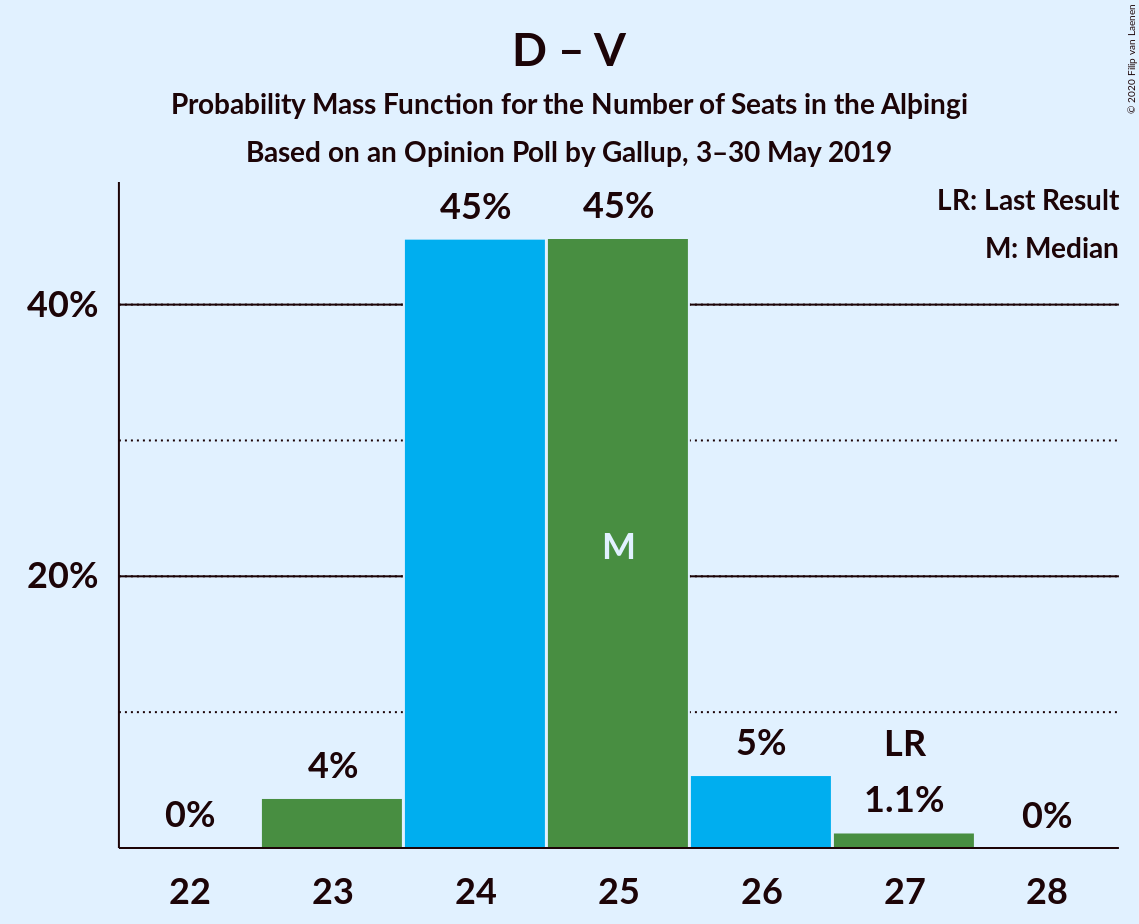 D – V
Probability Mass Function for the Number of Seats in the Alþingi
Based on an Opinion Poll by Gallup, 3–30 May 2019
© 2020 Filip van Laenen
LR: Last Result
M: Median
40%
20%
0%
4%
45%
45%
M
5%
LR
1.1%
0%
22 23 24 25 26 27 28